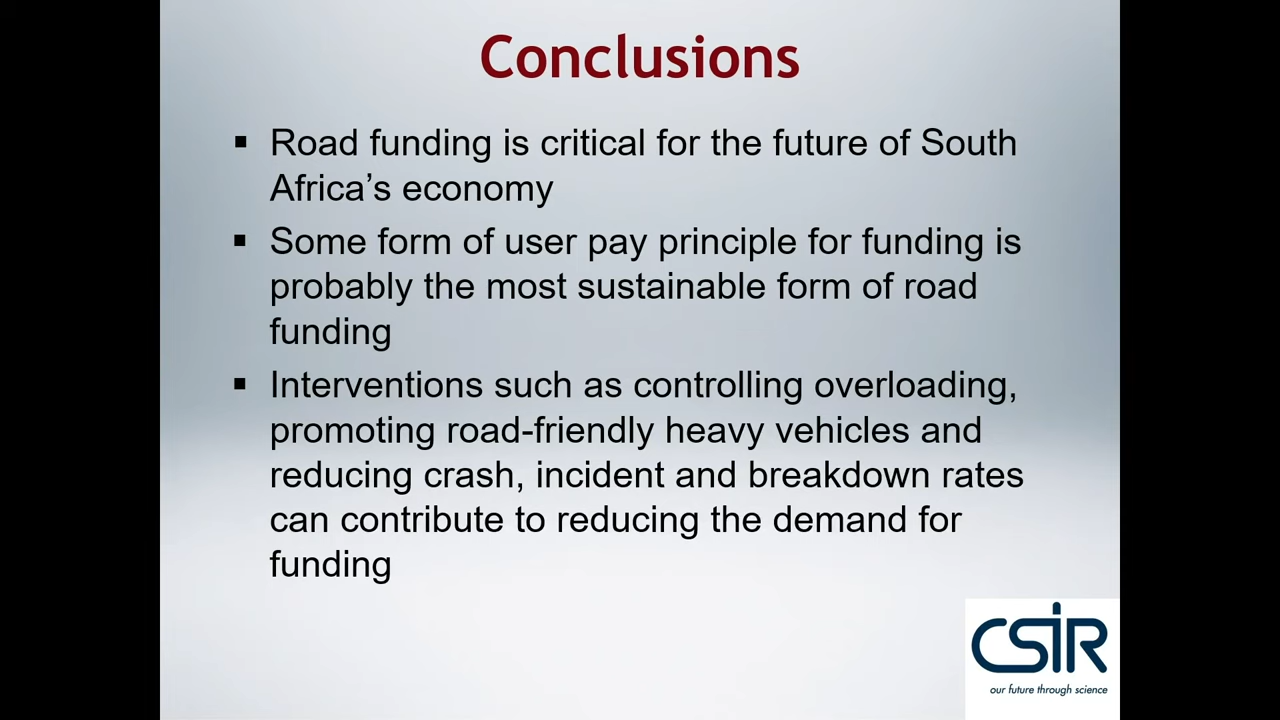 Conclusions
▪ Road funding is critical for the future of South
Africa’s economy
▪ Some form of user pay principle for funding is
probably the most sustainable form of road
funding
▪ Interventions such as controlling overloading,
promoting road-friendly heavy vehicles and
reducing crash, incident and breakdown rates
can contribute to reducing the demand for
funding
CSIR
our future through science